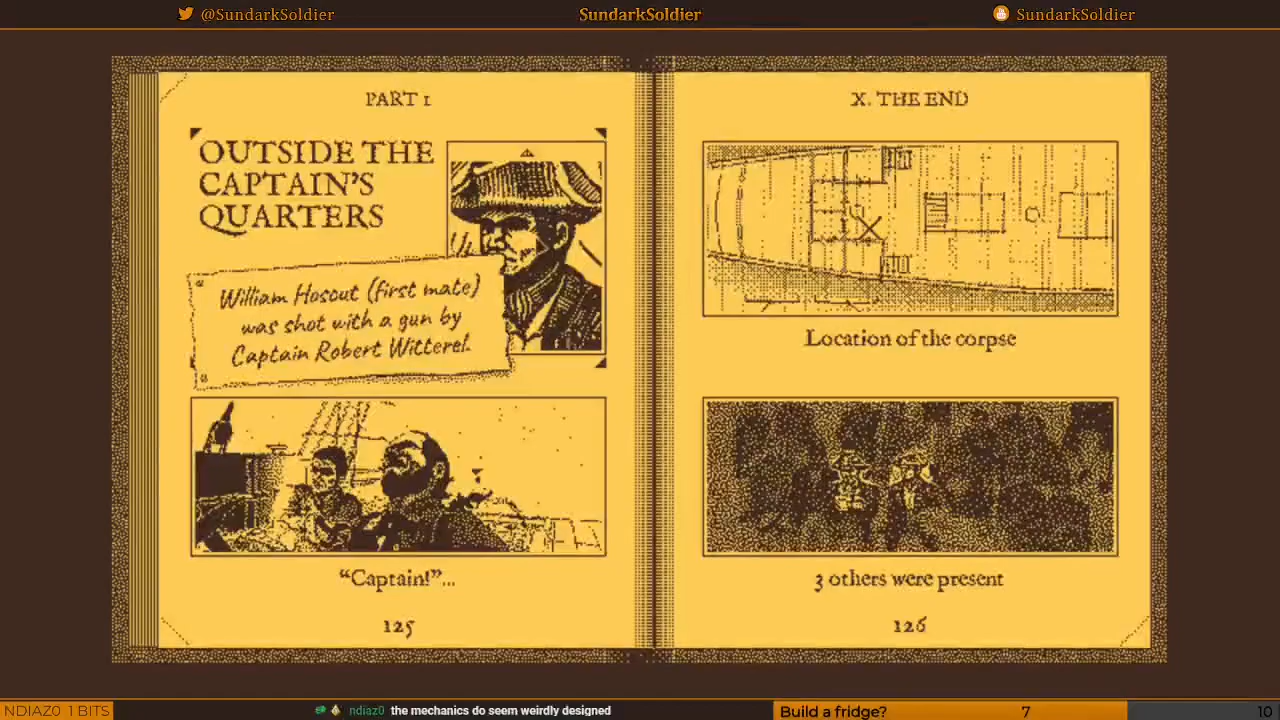 @SundarkSoldier
SundarkSoldier
SundarkSoldier
PART 1
OUTSIDE THE
CAPTAIN'S
QUARTERS
William Hoscut (first mate)
was shot with a gun by
Captain Robert Witterel.
"Captain!"...
125
X. THE END
Location of the corpse
3 others were present
126
NDIAZ0 1 BITS
ndiaz0 the mechanics do seem weirdly designed
Build a fridge?
7
10